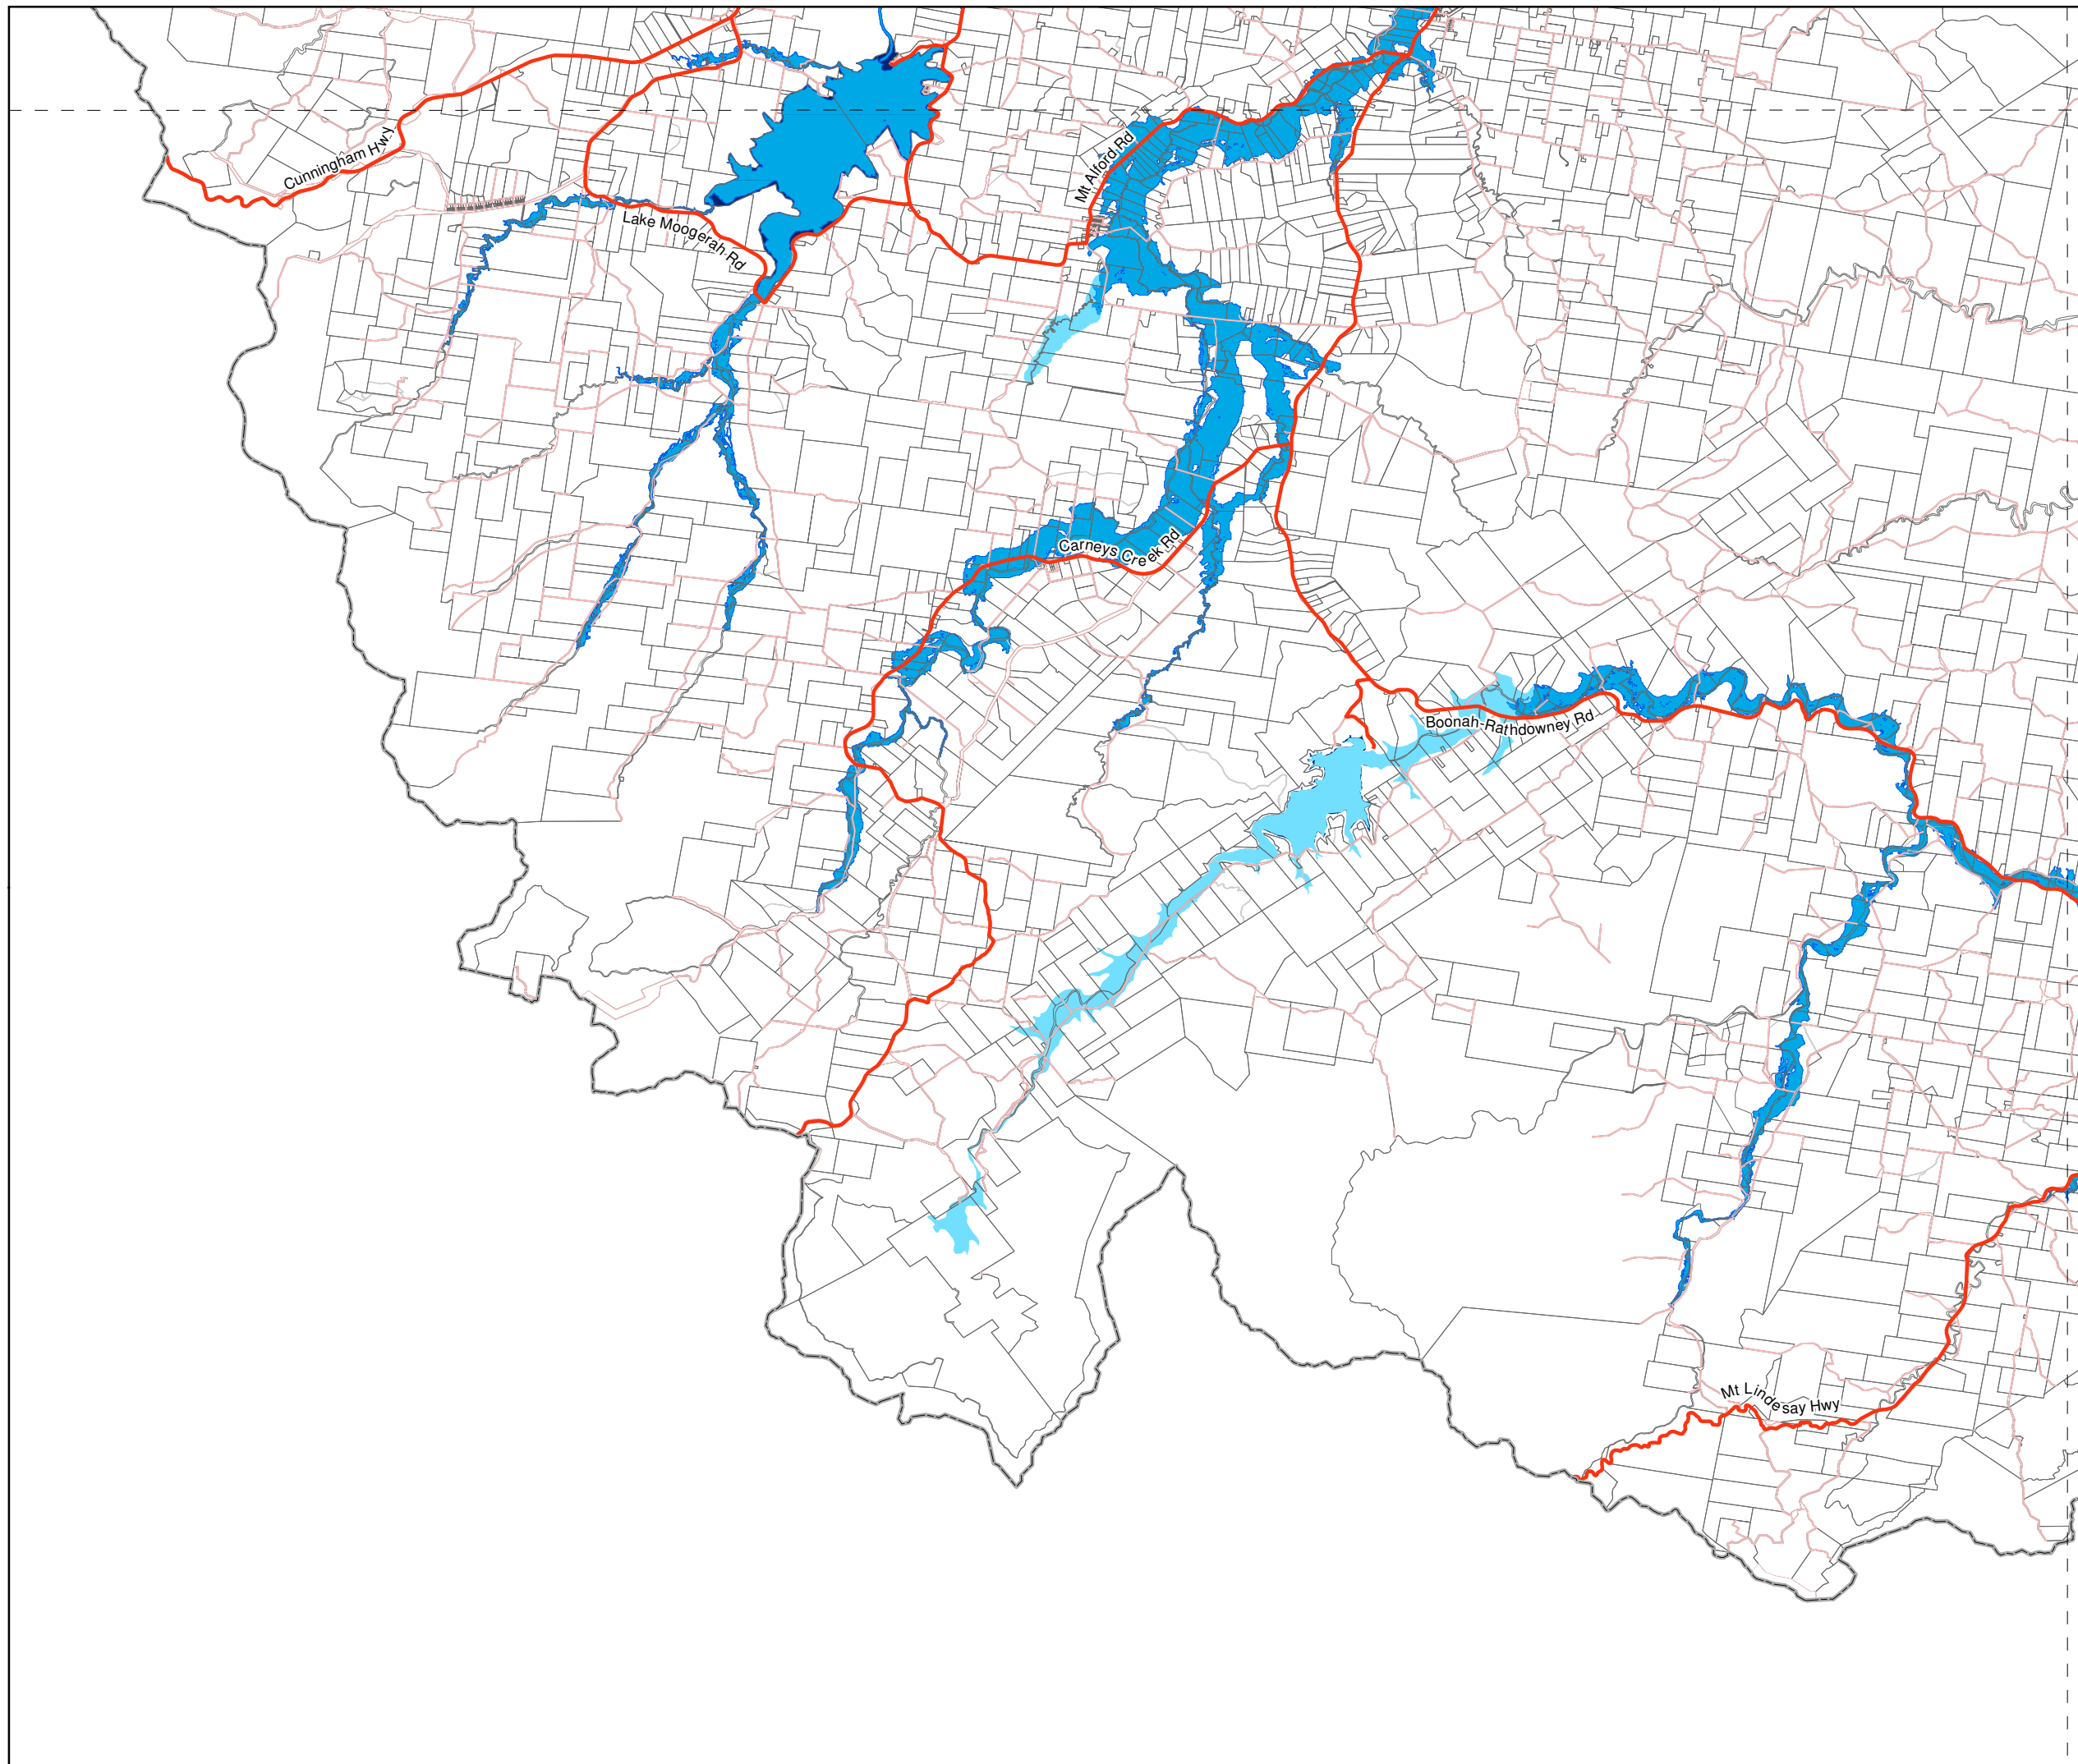 Cunningham Hwy
Mt Alford Rd
Lake Moogerah Rd
Carneys Creek Rd
Boonah-Rathdowney Rd
Mt Lindesay Hwy